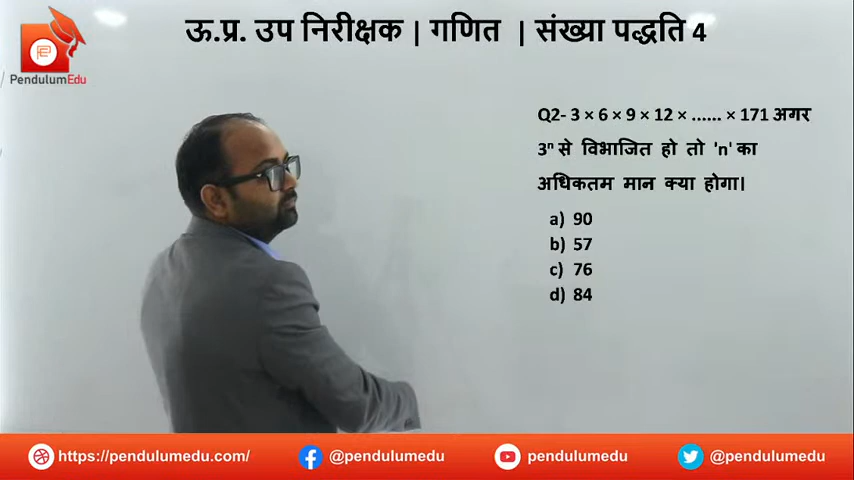 ऊ.प्र. उप निरीक्षक | गणित | संख्या पद्धति 4
PendulumEdu
Q2- 3 × 6 × 9 × 12 × ...... × 171 अगर
3ⁿ से विभाजित हो तो 'n' का
अधिकतम मान क्या होगा।
a) 90
b) 57
c) 76
d) 84
https://pendulumedu.com/ @pendulumedu pendulumedu @pendulumedu